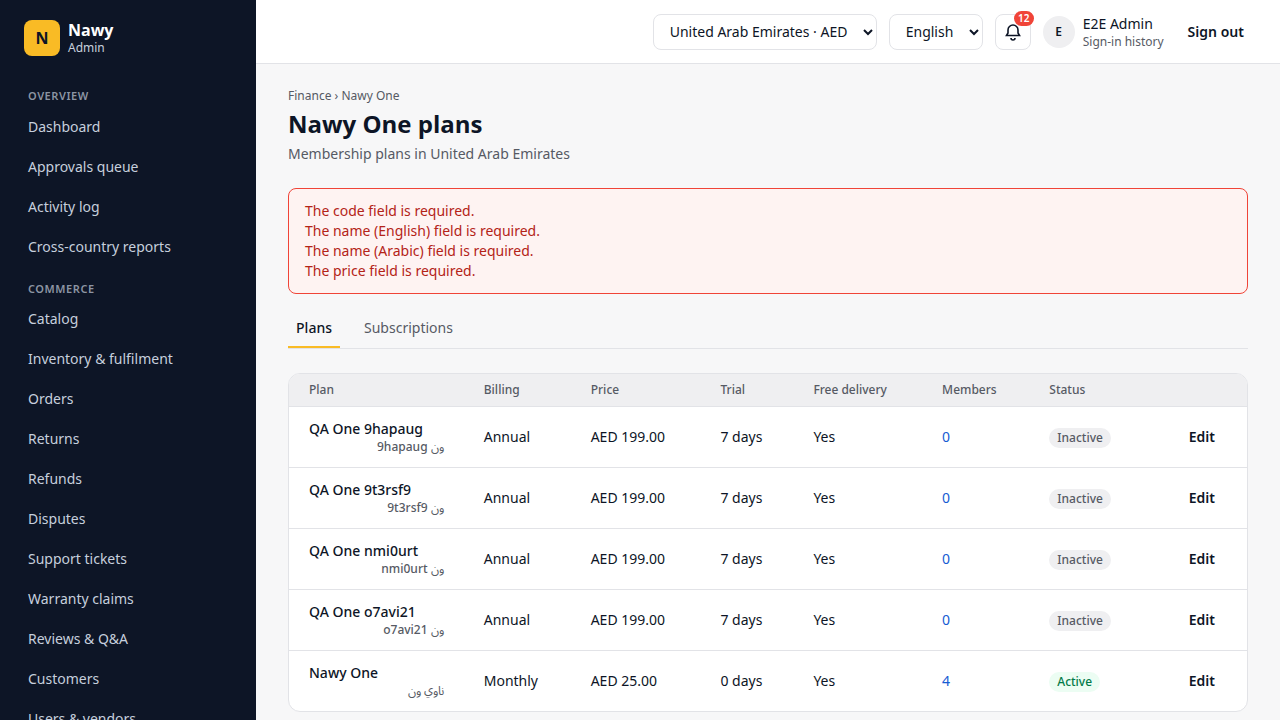 N
Nawy
Admin
OVERVIEW
Dashboard
Approvals queue
Activity log
Cross-country reports
COMMERCE
Catalog
Inventory & fulfilment
Orders
Returns
Refunds
Disputes
Support tickets
Warranty claims
Reviews & Q&A
Customers
Users & vendors
United Arab Emirates · AED
English
12
E
E2E Admin
Sign-in history
Sign out
Finance › Nawy One
Nawy One plans
Membership plans in United Arab Emirates
The code field is required.
The name (English) field is required.
The name (Arabic) field is required.
The price field is required.
Plans Subscriptions
Plan Billing Price Trial Free delivery Members Status
QA One 9hapaug
ون 9hapaug
Annual AED 199.00 7 days Yes 0 Inactive Edit
QA One 9t3rsf9
ون 9t3rsf9
Annual AED 199.00 7 days Yes 0 Inactive Edit
QA One nmi0urt
ون nmi0urt
Annual AED 199.00 7 days Yes 0 Inactive Edit
QA One o7avi21
ون o7avi21
Annual AED 199.00 7 days Yes 0 Inactive Edit
Nawy One
ناوي ون
Monthly AED 25.00 0 days Yes 4 Active Edit